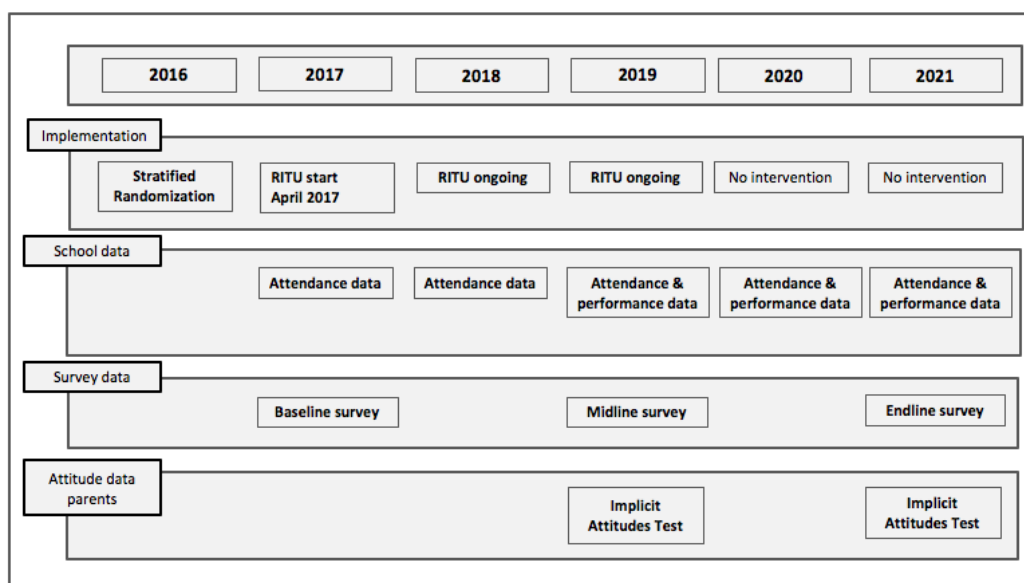 2016 2017 2018 2019 2020 2021
Implementation
Stratified
Randomization
RITU start
April 2017
RITU ongoing
RITU ongoing
No intervention
No intervention
School data
Attendance data
Attendance data
Attendance &
performance data
Attendance &
performance data
Attendance &
performance data
Survey data
Baseline survey
Midline survey
Endline survey
Attitude data
parents
Implicit
Attitudes Test
Implicit
Attitudes Test